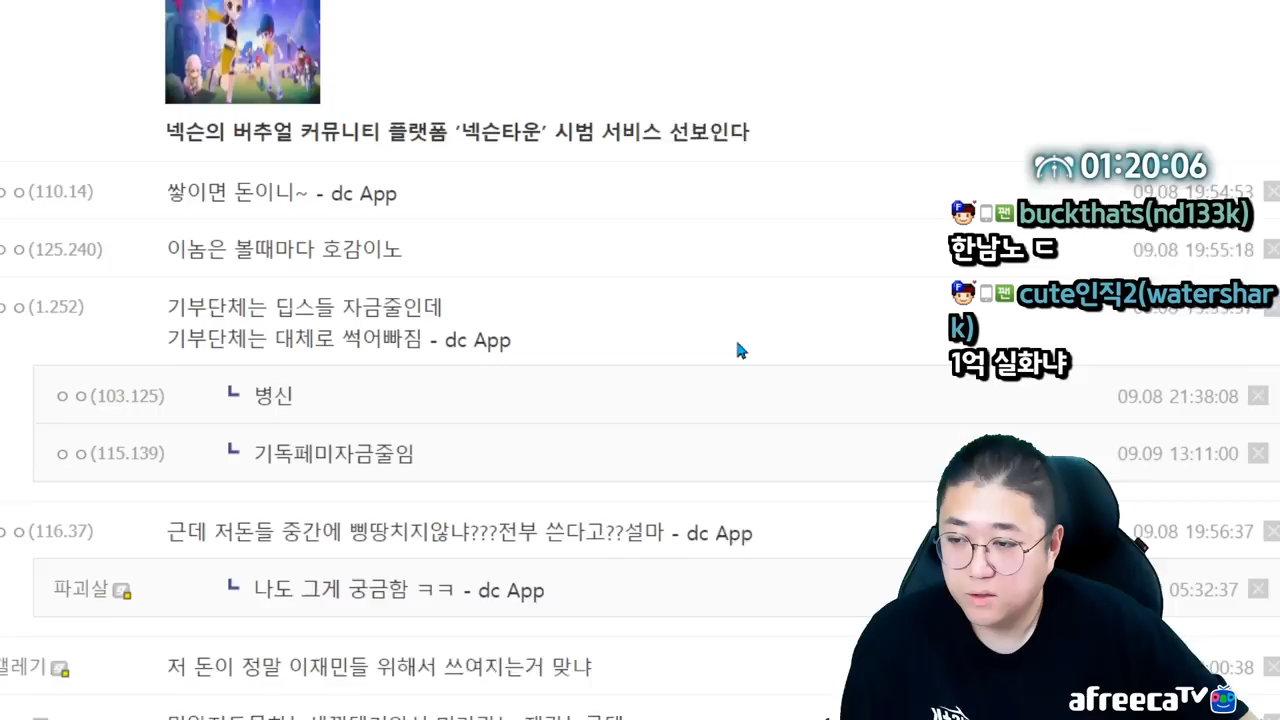 넥슨의 버추얼 커뮤니티 플랫폼 '넥슨타운' 시범 서비스 선보인다
01:20:06
ㅇㅇ(110.14) 쌓이면 돈이니~ - dc App 09.08 19:54:53
buckthats(nd133k)
한남노 ㄷ
ㅇㅇ(125.240) 이놈은 볼때마다 호감이노 09.08 19:55:18
cute인직2(watershar
k)
1억 실화냐
ㅇㅇ(1.252) 기부단체는 딥스들 자금줄인데
기부단체는 대체로 썩어빠짐 - dc App
ㅇㅇ(103.125) ㄴ 병신 09.08 21:38:08
ㅇㅇ(115.139) ㄴ 기독페미자금줄임 09.09 13:11:00
ㅇㅇ(116.37) 근데 저돈들 중간에 삥땅치지않냐???전부 쓴다고??설마 - dc App 09.08 19:56:37
파괴살 ㄴ 나도 그게 궁금함 ㅋㅋ - dc App 05:32:37
갤레기 저 돈이 정말 이재민들 위해서 쓰여지는거 맞냐 :00:38
afreecaTV